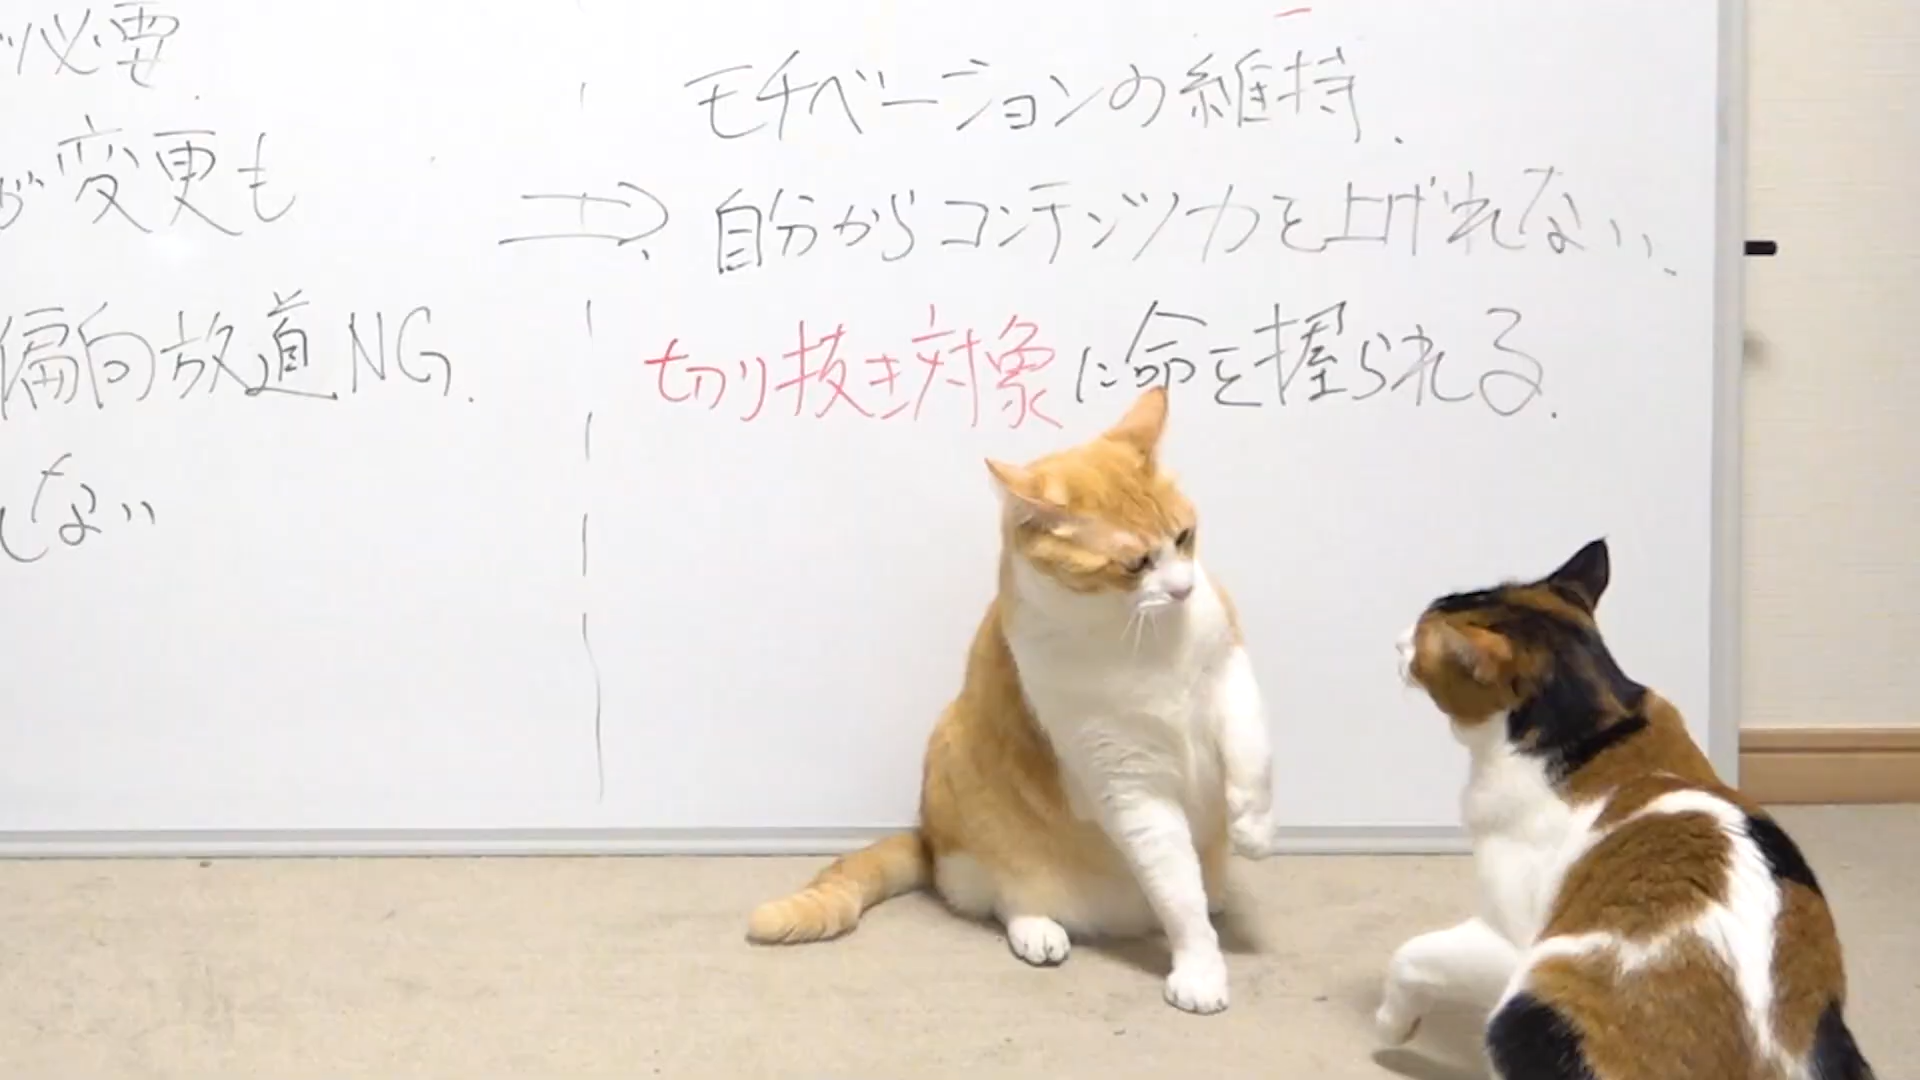 必要.
が変更も
偏向放道NG.
ない
モチベーションの維持.
⇒. 自分からコンテンツ力を上げれない.
切り抜き対象に命を握られる.